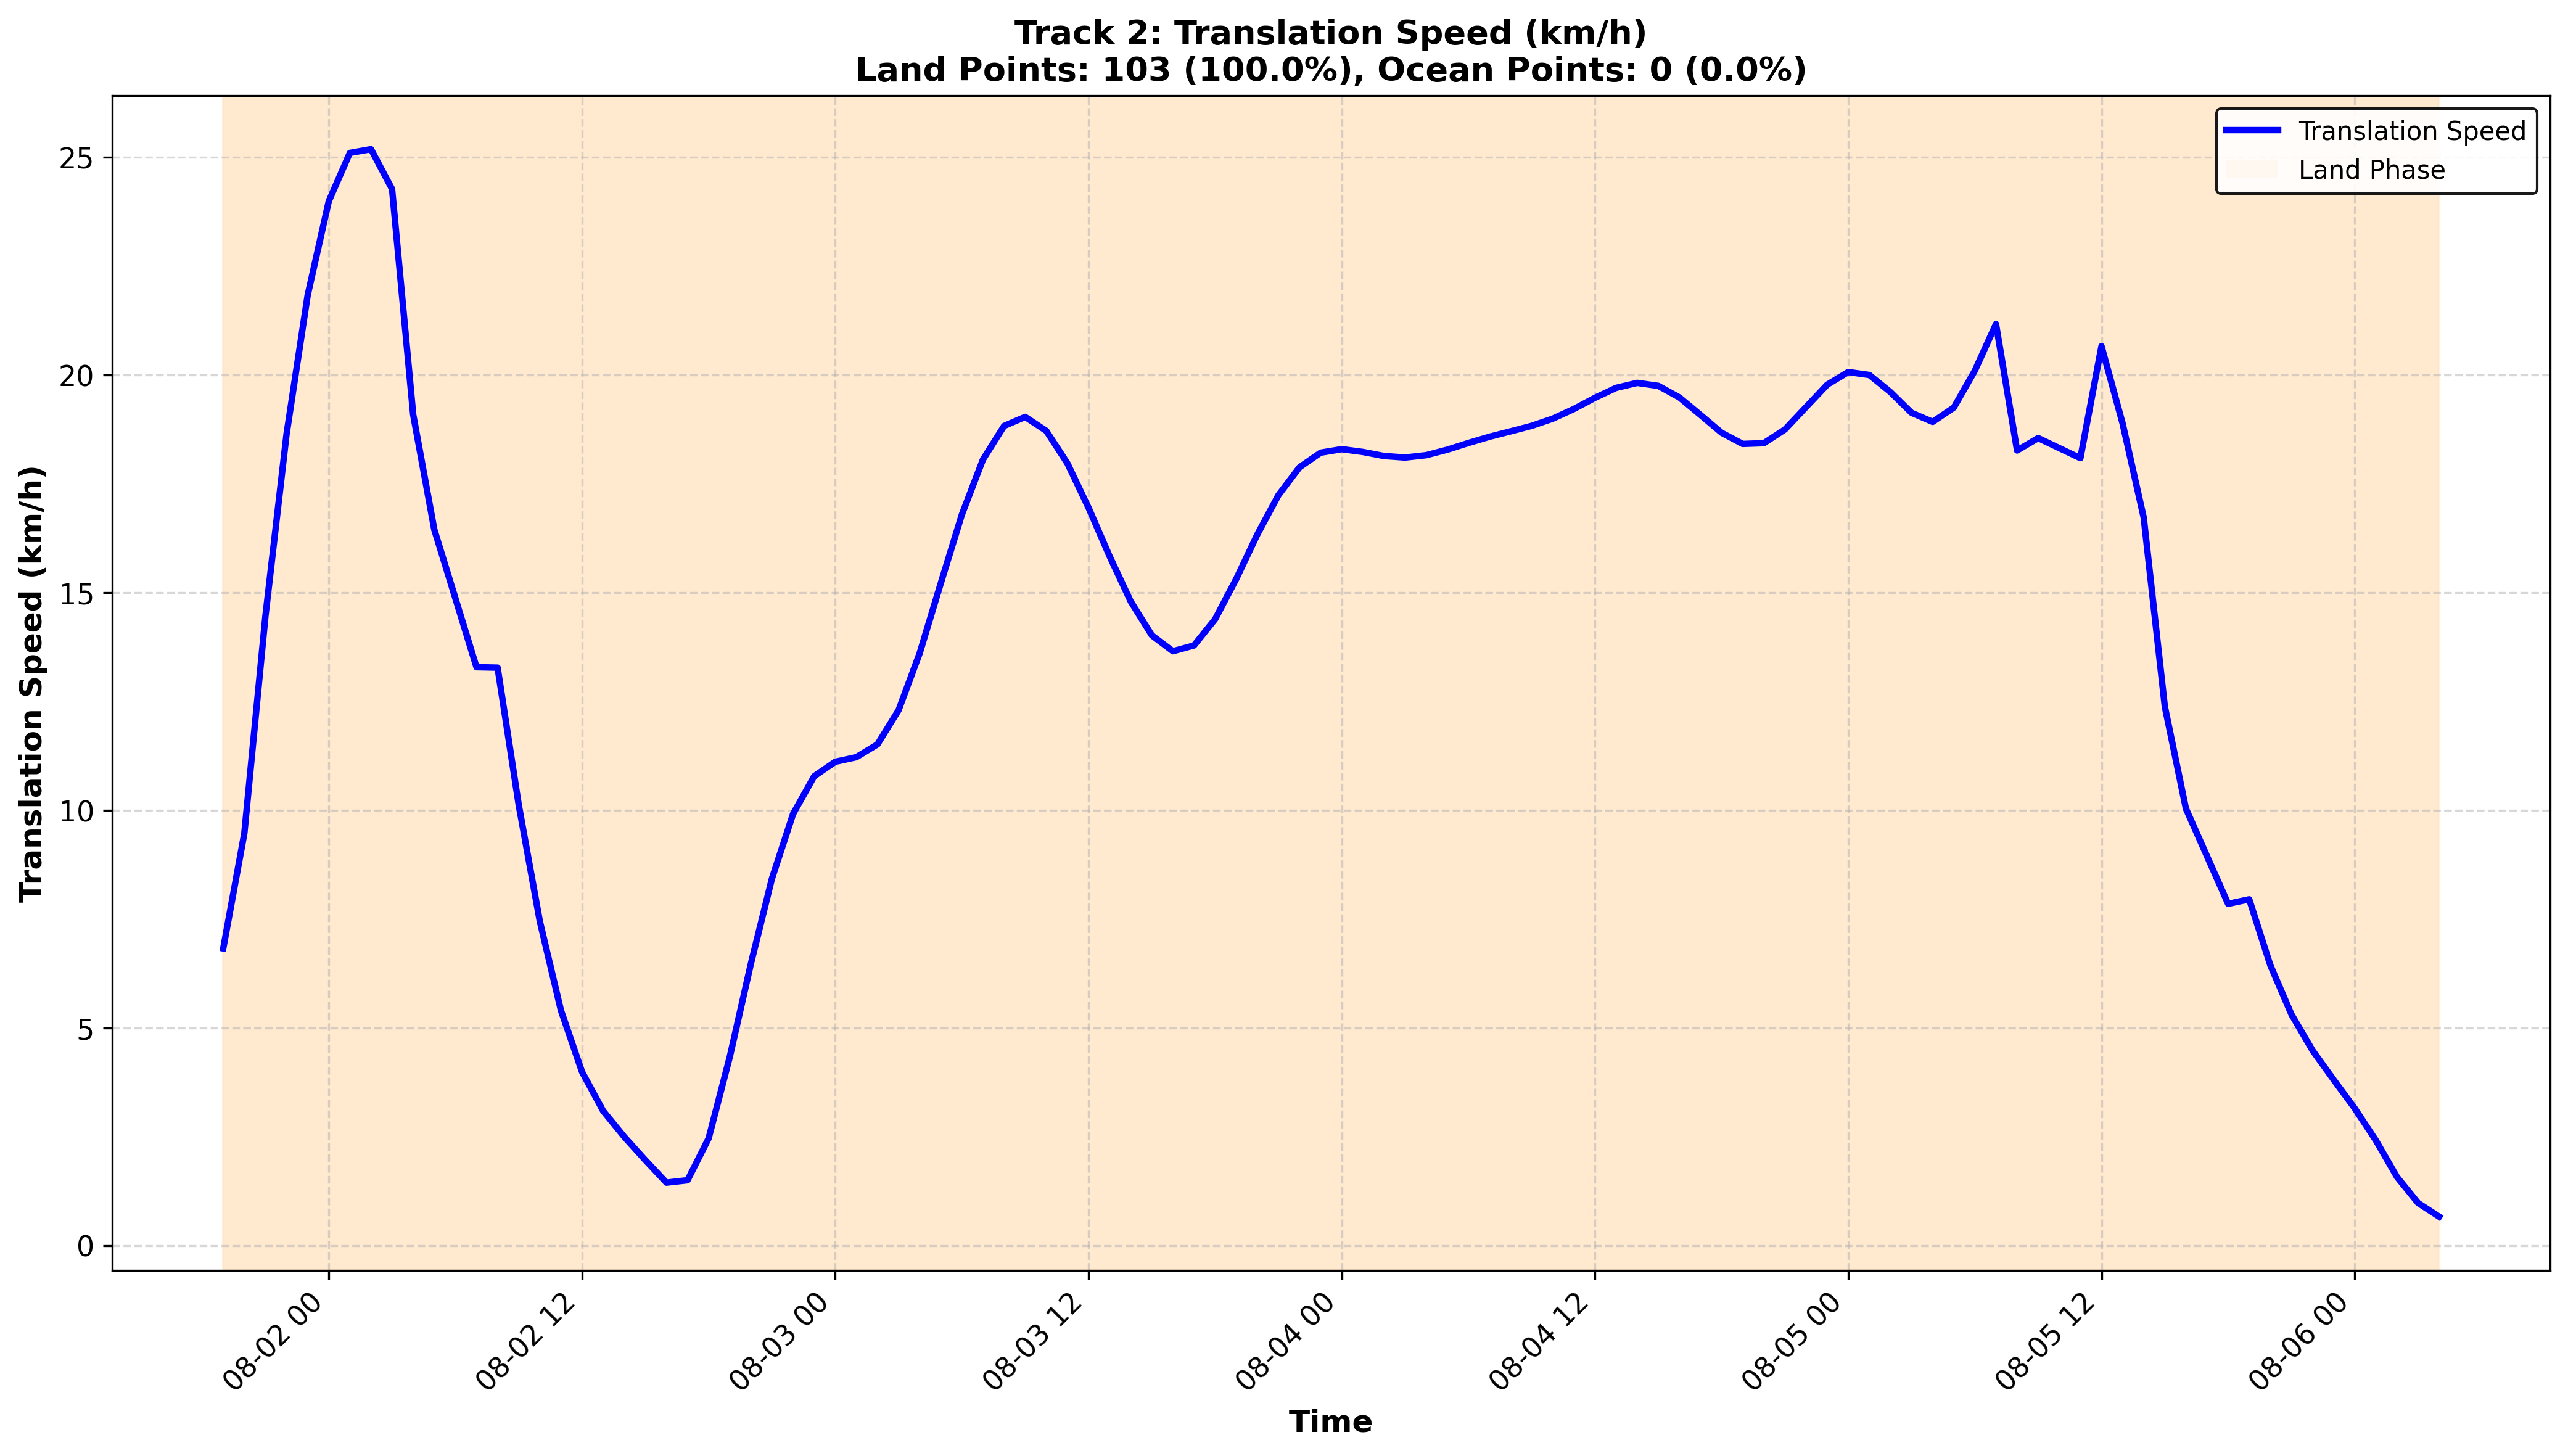 Track 2: Translation Speed (km/h)
Land Points: 103 (100.0%), Ocean Points: 0 (0.0%)
Translation Speed
Land Phase
Translation Speed (km/h)
25
20
15
10
5
0
08-02 00
08-02 12
08-03 00
08-03 12
08-04 00
08-04 12
08-05 00
08-05 12
08-06 00
Time